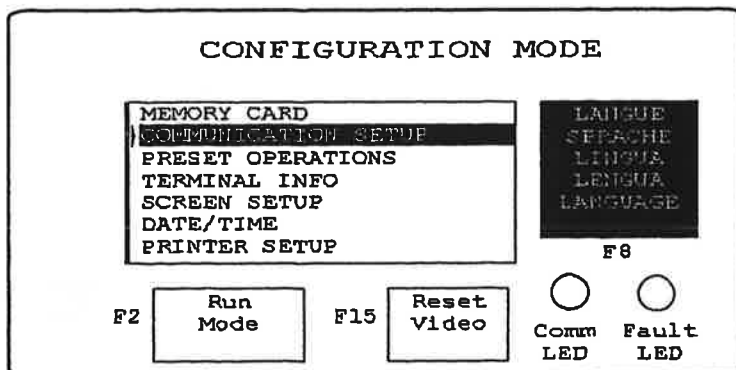 CONFIGURATION MODE
MEMORY CARD
COMMUNICATION SETUP
PRESET OPERATIONS
TERMINAL INFO
SCREEN SETUP
DATE/TIME
PRINTER SETUP
LANGUE
SPRACHE
LINGUA
LENGUA
LANGUAGE
F8
F2
Run
Mode
F15
Reset
Video
Comm
LED
Fault
LED